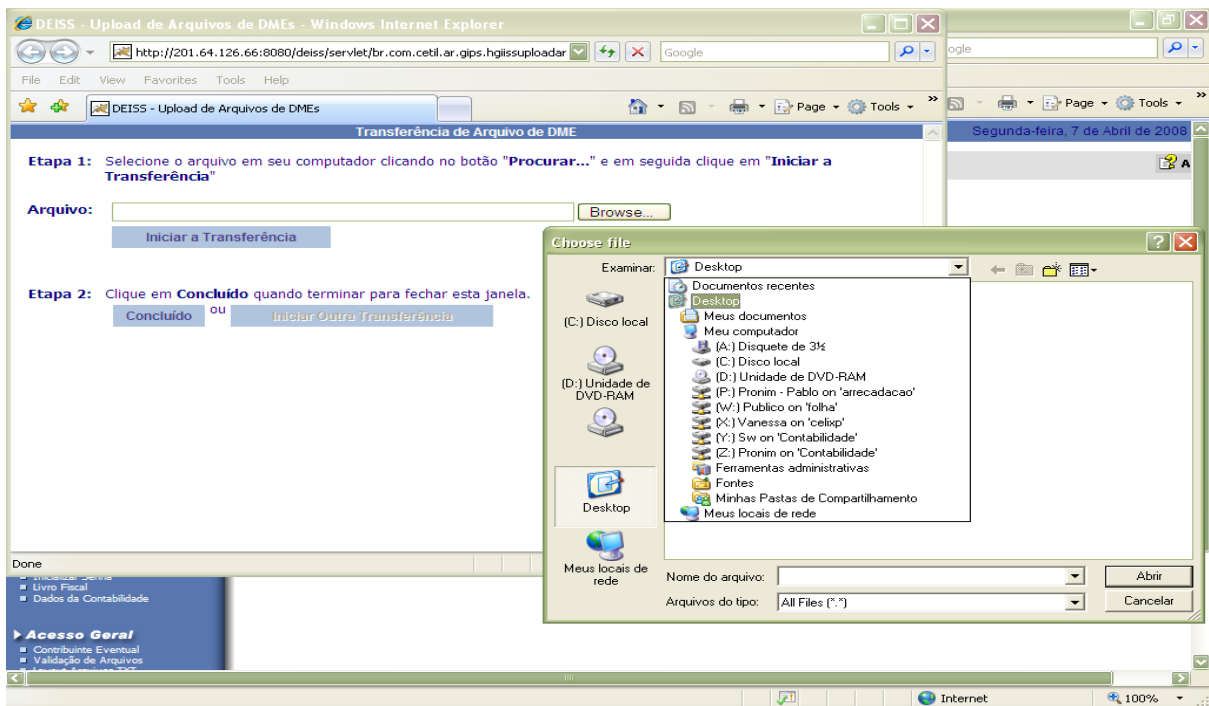 DEISS - Upload de Arquivos de DMEs - Windows Internet Explorer
http://201.64.126.66:8080/deiss/servlet/br.com.cetil.ar.gips.hgiissuploadar
Google
ogle
File Edit View Favorites Tools Help
DEISS - Upload de Arquivos de DMEs
Page Tools »
Page Tools »
Transferência de Arquivo de DME
Segunda-feira, 7 de Abril de 2008
Etapa 1: Selecione o arquivo em seu computador clicando no botão "Procurar..." e em seguida clique em "Iniciar a
Transferência"
A
Arquivo: Browse...
Iniciar a Transferência
Etapa 2: Clique em Concluído quando terminar para fechar esta janela.
Concluído ou Iniciar Outra Transferência
Done
Choose file
Examinar: Desktop
(C:) Disco local
(D:) Unidade de
DVD-RAM
Desktop
Meus locais de
rede
Documentos recentes
Desktop
Meus documentos
Meu computador
(A:) Disquete de 3½
(C:) Disco local
(D:) Unidade de DVD-RAM
(P:) Pronim - Pablo on 'arrecadacao'
(W:) Publico on 'folha'
(X:) Vanessa on 'celixp'
(Y:) Sw on 'Contabilidade'
(Z:) Pronim on 'Contabilidade'
Ferramentas administrativas
Fontes
Minhas Pastas de Compartilhamento
Meus locais de rede
Nome do arquivo: Abrir
Arquivos do tipo: All Files (*.*) Cancelar
Livro Fiscal
Dados da Contabilidade
Acesso Geral
Contribuinte Eventual
Validação de Arquivos
Internet 100%